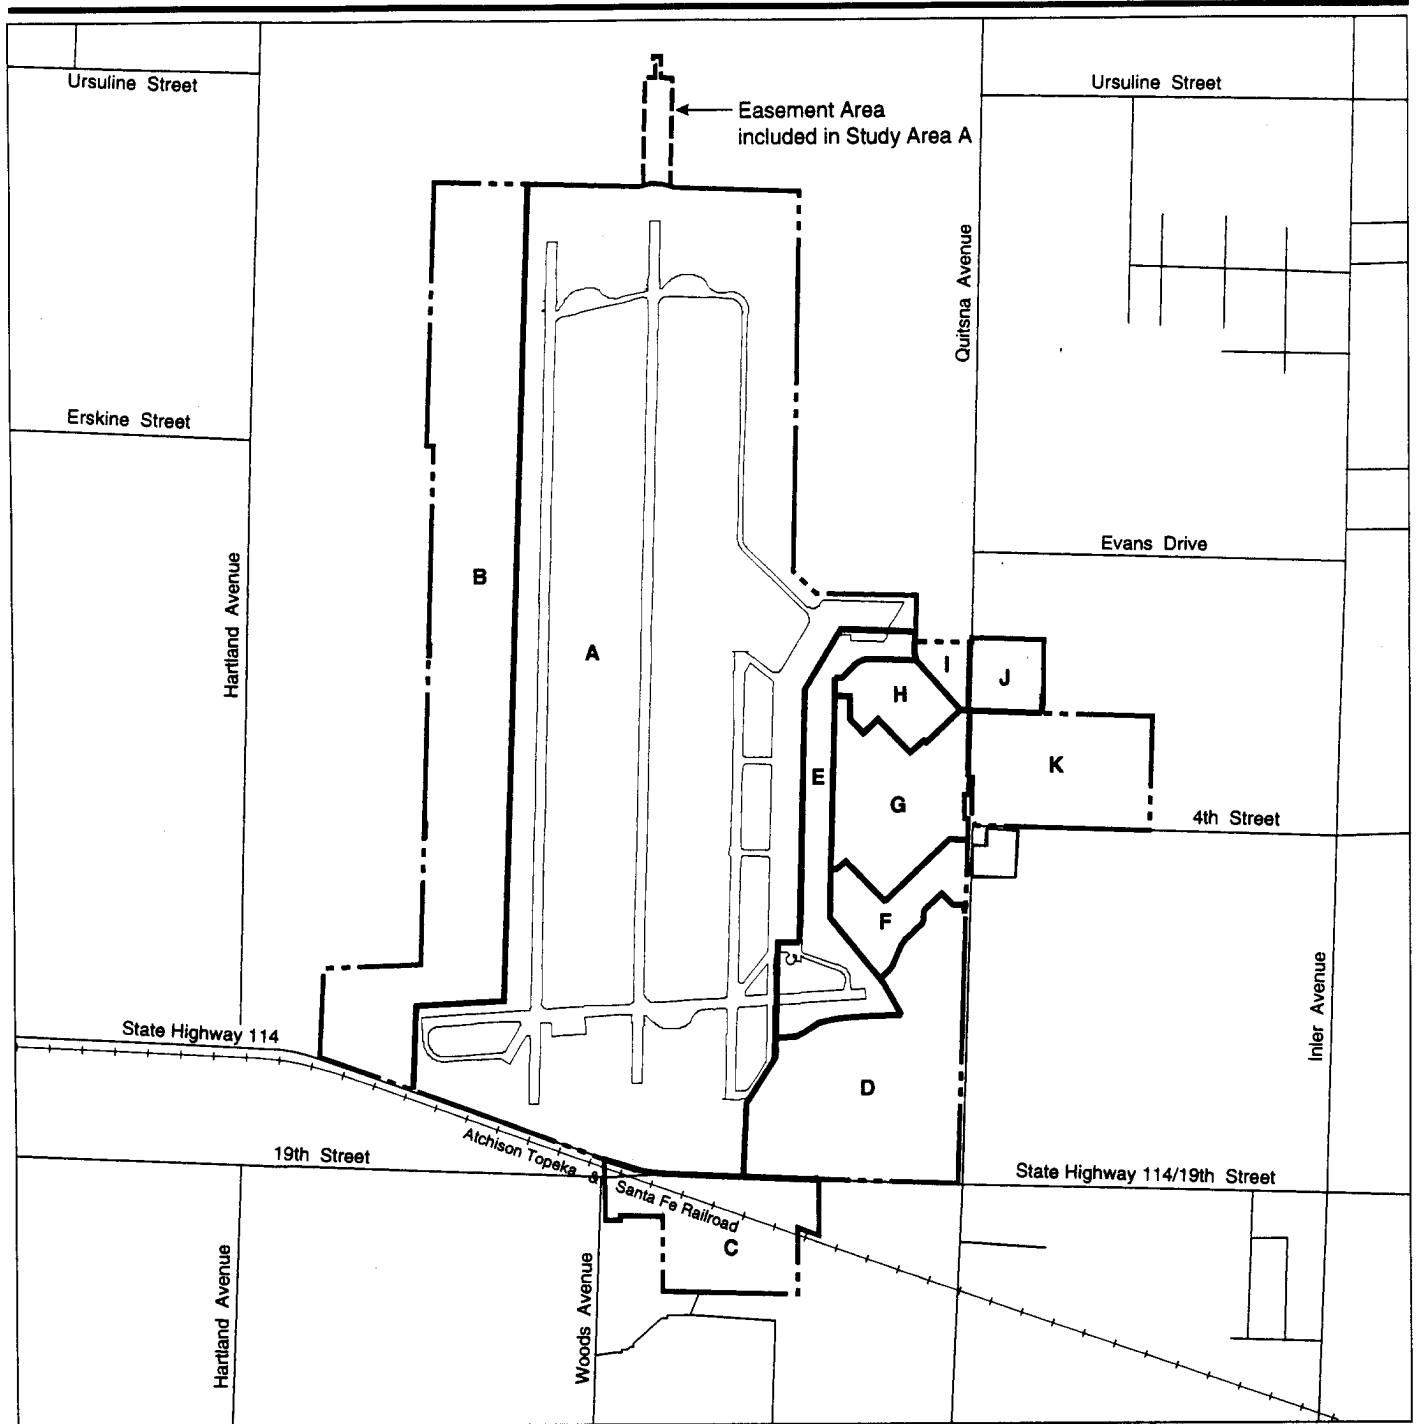 Ursuline Street
Ursuline Street
Easement Area
included in Study Area A
Quitsna Avenue
Erskine Street
Evans Drive
Hartland Avenue
B
A
I
J
H
E
K
G
4th Street
F
Inler Avenue
State Highway 114
D
Atchison Topeka &
Santa Fe Railroad
19th Street
State Highway 114/19th Street
C
Hartland Avenue
Woods Avenue